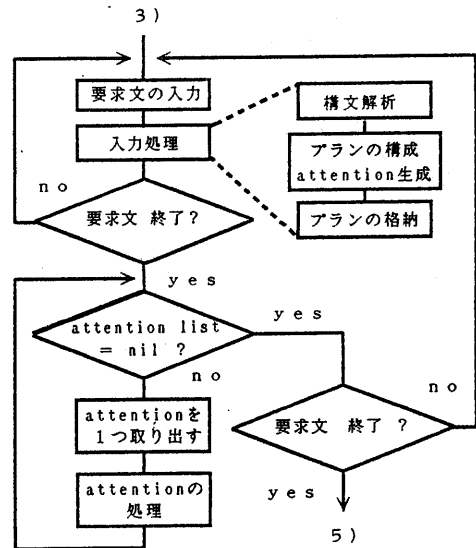 3)
要求文の入力
入力処理
構文解析
プランの構成
attention生成
プランの格納
no
要求文 終了?
yes
attention list
= nil ?
yes
no
attentionを
1つ取り出す
attentionの
処理
no
要求文 終了 ?
yes
5)